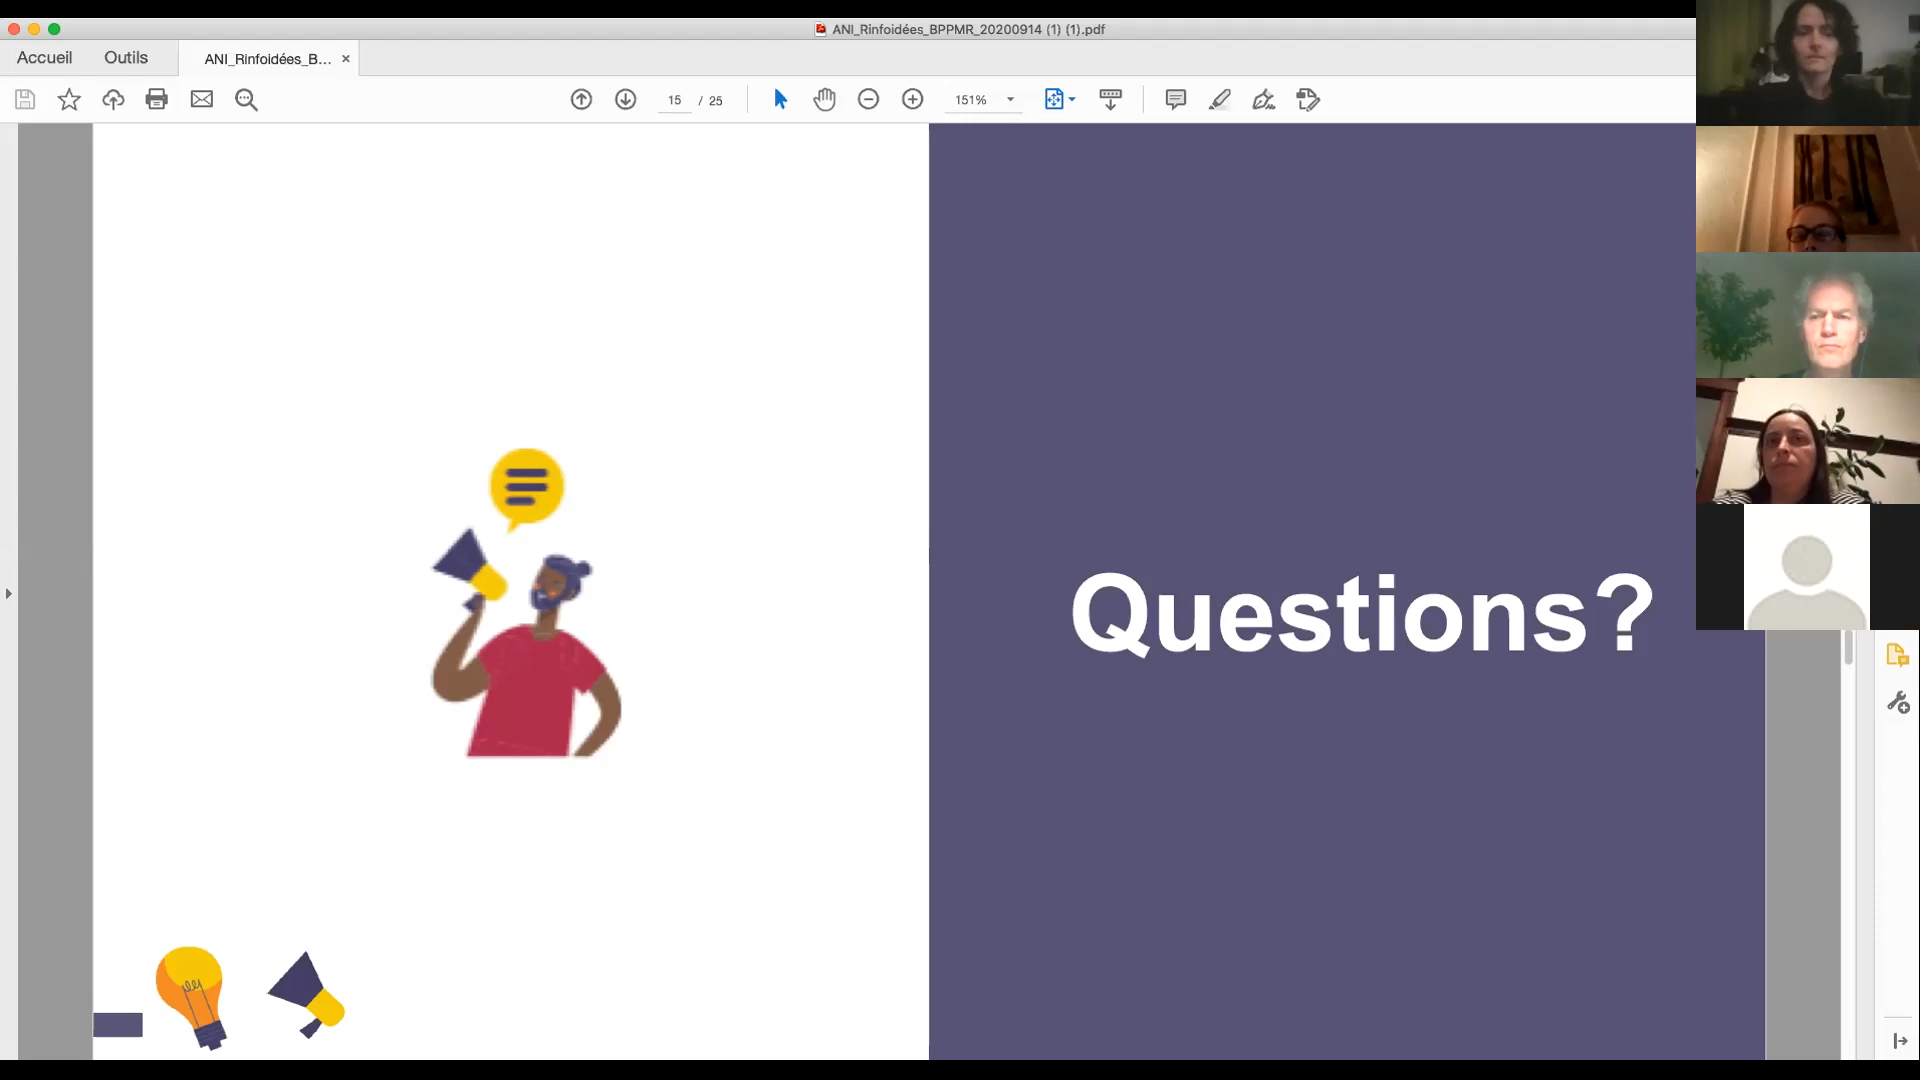 ANI_Rinfoidées_BPPMR_20200914 (1) (1).pdf
Accueil
Outils
ANI_Rinfoidées_B... ×
15 / 25
151%
Questions?